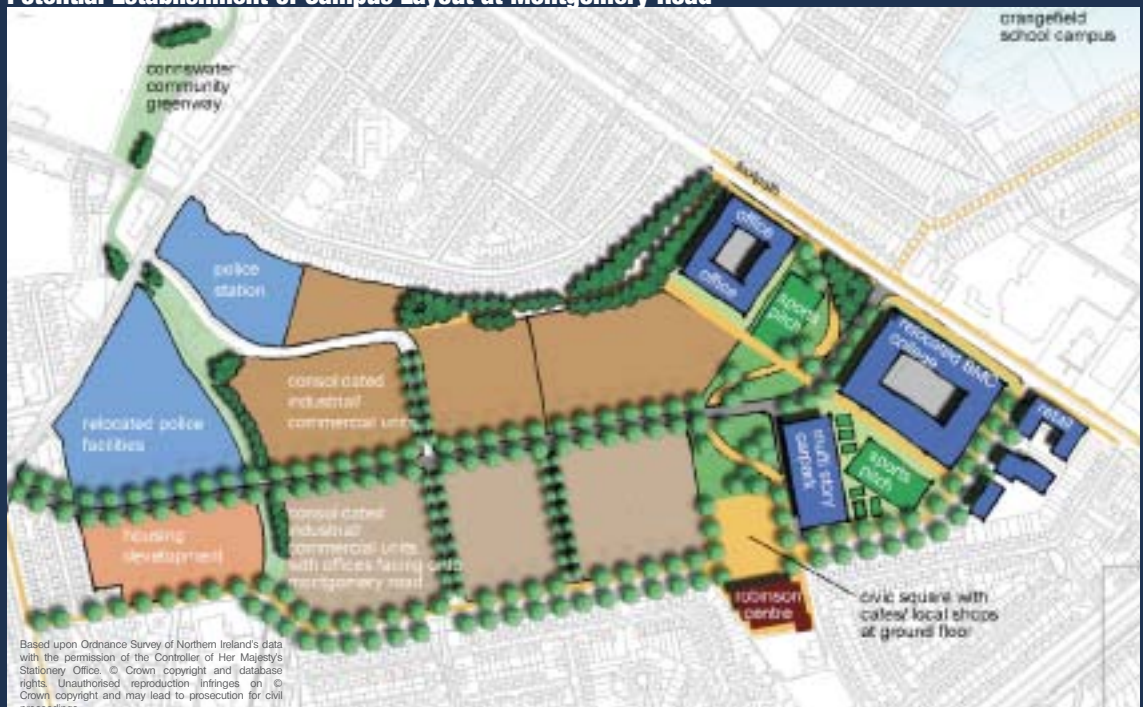 Potential Establishment of Campus Layout at Montgomery Road
orangefield
school campus
connswater
community
greenway
office
office
police
station
sports
pitch
relocated BMC
college
retail
consolidated
industrial/
commercial units
relocated police
facilities
multi story
carpark
sports
pitch
housing
development
consolidated
industrial/
commercial units
with offices facing onto
montgomery road
robinson
centre
civic square with
cafes/ local shops
at ground floor
Based upon Ordnance Survey of Northern Ireland's data
with the permission of the Controller of Her Majesty's
Stationery Office. © Crown copyright and database
rights. Unauthorised reproduction infringes on ©
Crown copyright and may lead to prosecution for civil
proceedings